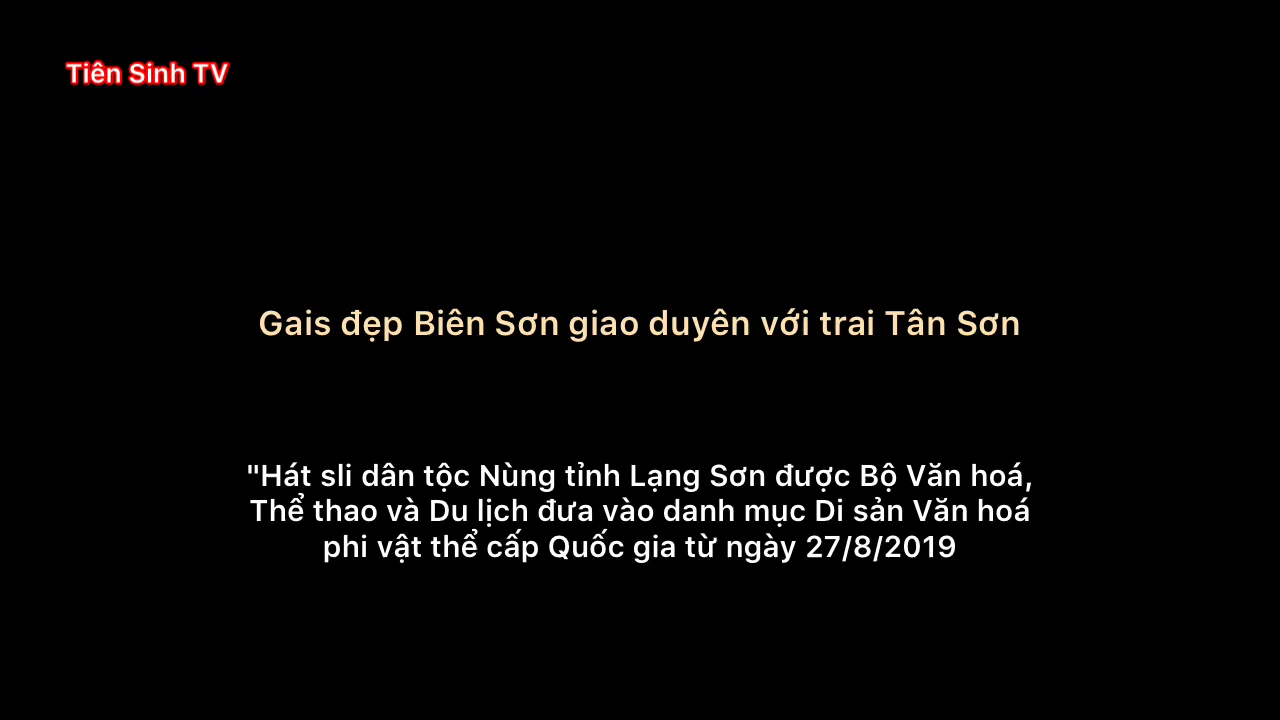 Tiên Sinh TV
Gais đẹp Biên Sơn giao duyên với trai Tân Sơn
"Hát sli dân tộc Nùng tỉnh Lạng Sơn được Bộ Văn hoá,
Thể thao và Du lịch đưa vào danh mục Di sản Văn hoá
phi vật thể cấp Quốc gia từ ngày 27/8/2019